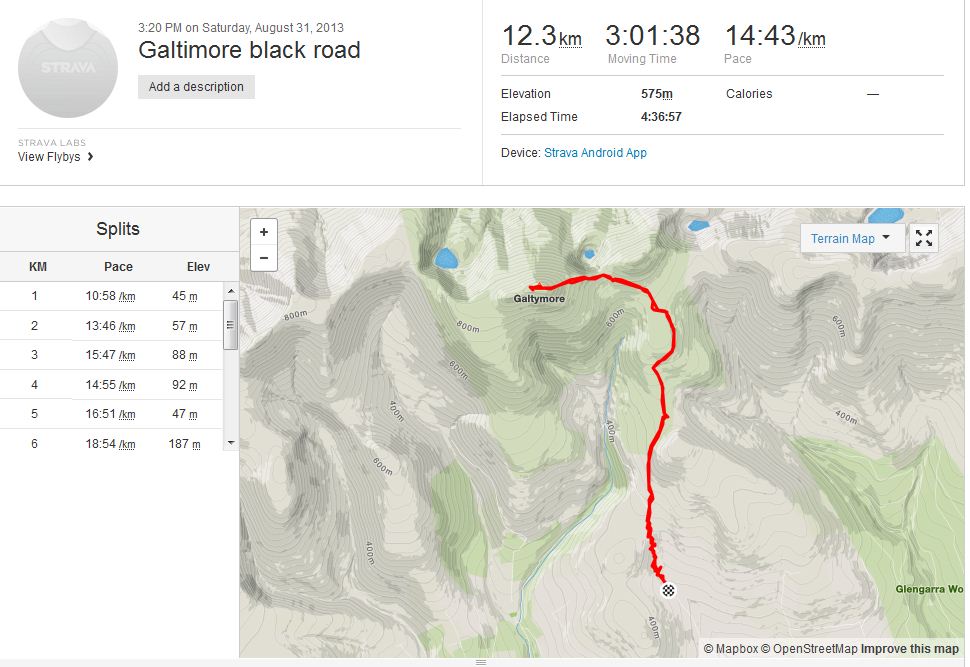 3:20 PM on Saturday, August 31, 2013
Galtimore black road
STRAVA
Add a description
STRAVA LABS
View Flybys
12.3km 3:01:38 14:43/km
Distance Moving Time Pace
Elevation 575m Calories —
Elapsed Time 4:36:57
Device: Strava Android App
Splits
KM Pace Elev
1 10:58 /km 45 m
2 13:46 /km 57 m
3 15:47 /km 88 m
4 14:55 /km 92 m
5 16:51 /km 47 m
6 18:54 /km 187 m
+
−
Terrain Map
Galtymore
800m
800m
600m
600m
600m
400m
400m
400m
600m
400m
400m
Glengarra Wo
© Mapbox © OpenStreetMap Improve this map